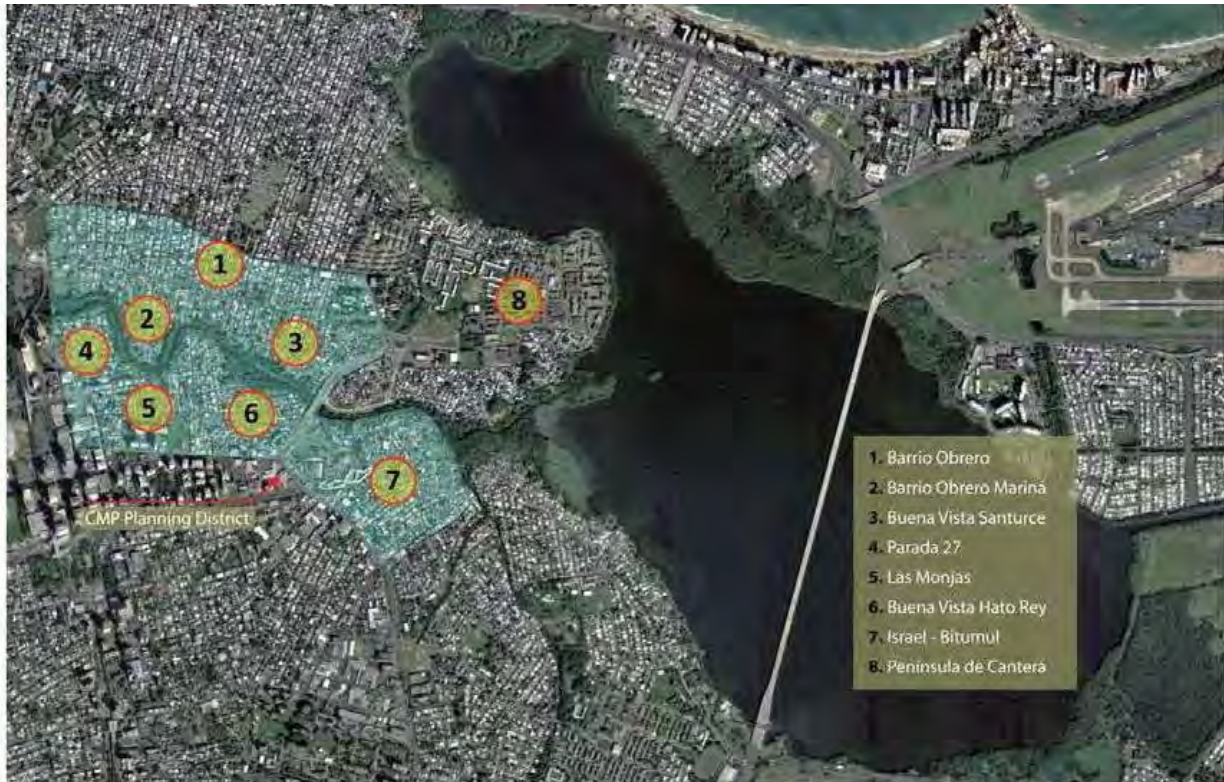 1
2
3
4
5
6
7
8
CMP Planning District
1. Barrio Obrero
2. Barrio Obrero Marina
3. Buena Vista Santurce
4. Parada 27
5. Las Monjas
6. Buena Vista Hato Rey
7. Israel - Bitumul
8. Peninsula de Cantera